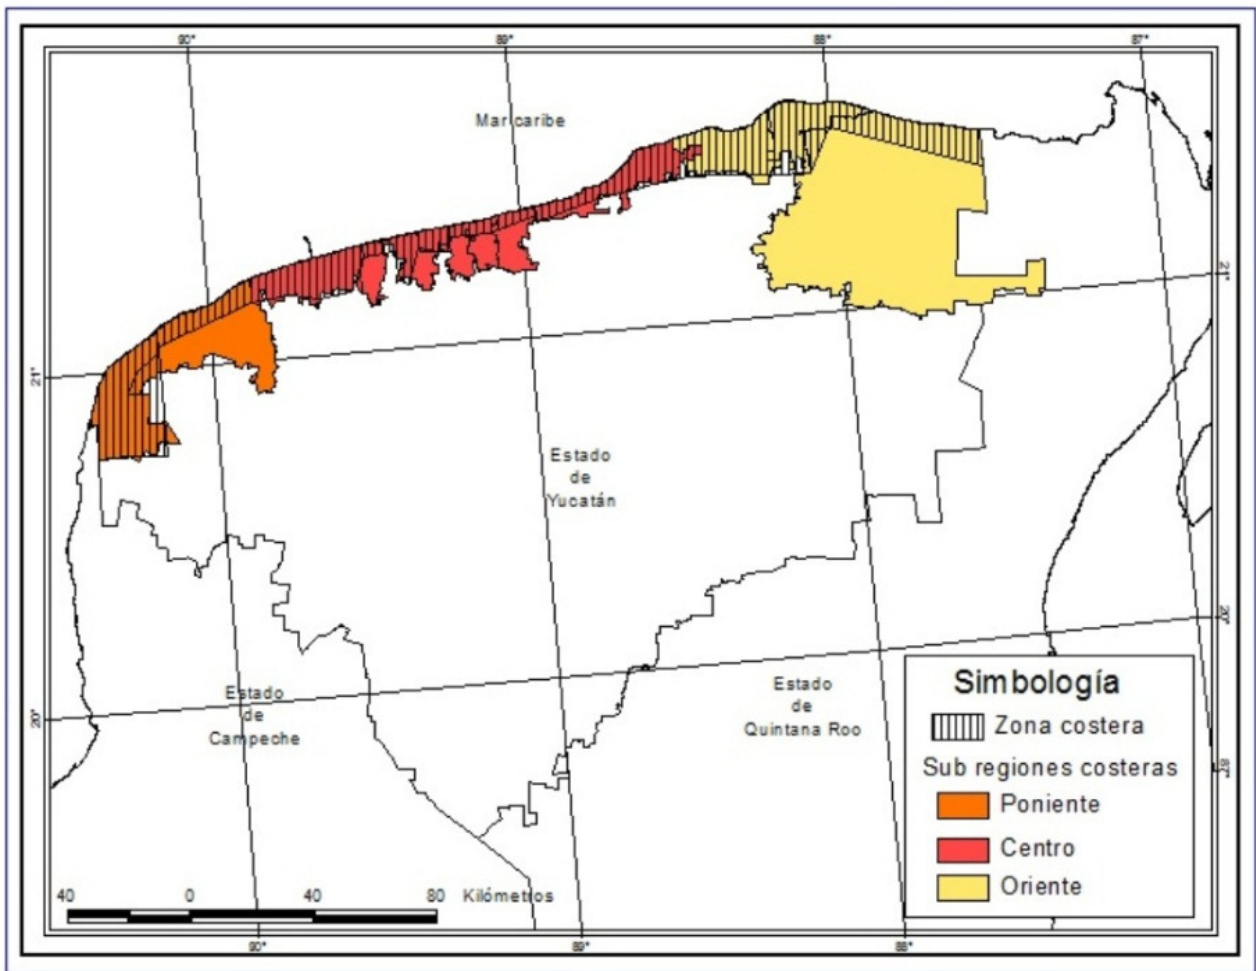 90°
89°
88°
87°
Mar caribe
21°
21°
Estado
de
Yucatán
20°
20°
Estado
de
Campeche
Estado
de
Quintana Roo
87°
Simbología
Zona costera
Sub regiones costeras
Poniente
Centro
Oriente
40 0 40 80 Kilómetros
90°
89°
88°